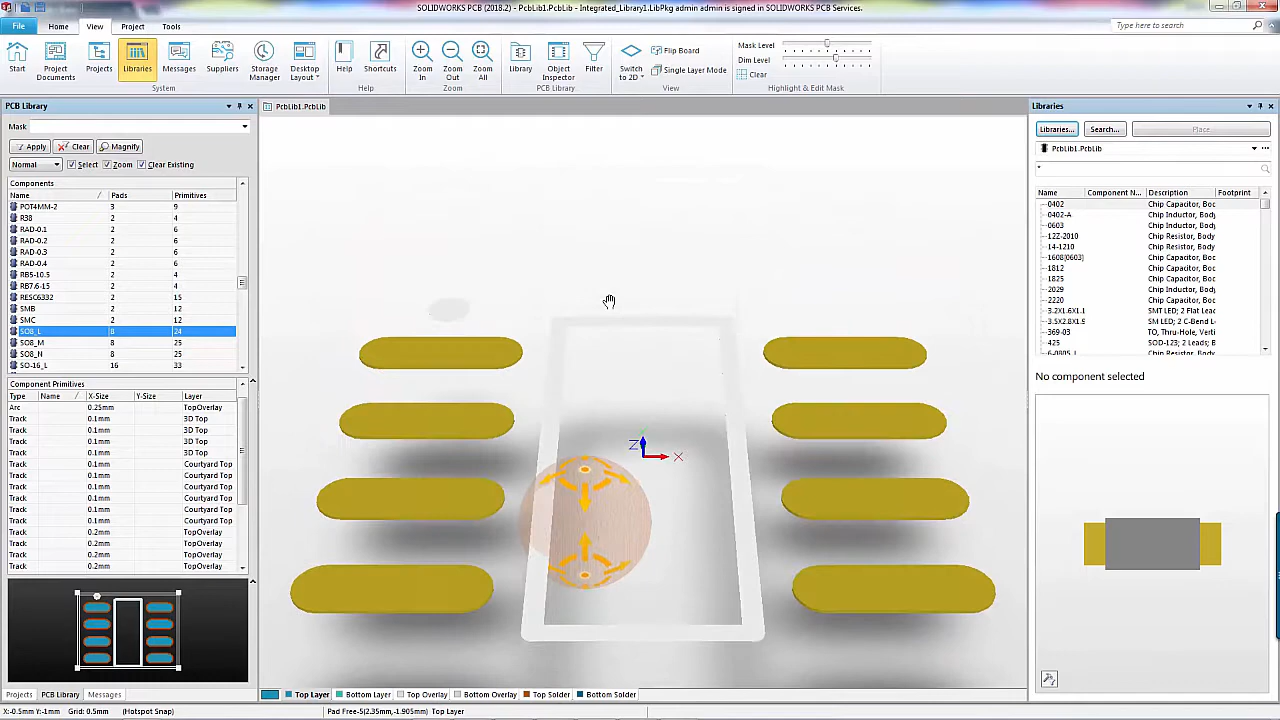 SOLIDWORKS PCB (2018.2) - PcbLib1.PcbLib - Integrated_Library1.LibPkg admin admin is signed in SOLIDWORKS PCB Services.
File Home View Project Tools Type here to search
Start Project Documents Projects Libraries Messages Suppliers Storage Manager Desktop Layout Help Shortcuts Zoom In Zoom Out Zoom All Library Object Inspector Filter Switch to 2D Flip Board Single Layer Mode Mask Level Dim Level Clear
System Help Zoom PCB Library View Highlight & Edit Mask
PCB Library
Mask
Apply Clear Magnify
Normal Select Zoom Clear Existing
Components
Name Pads Primitives
POT4MM-2 3 9
R38 2 4
RAD-0.1 2 6
RAD-0.2 2 6
RAD-0.3 2 6
RAD-0.4 2 6
RB5-10.5 2 4
RB7.6-15 2 4
RESC6332 2 15
SMB 2 12
SMC 2 12
SO8_L 8 24
SO8_M 8 25
SO8_N 8 25
SO-16_L 16 33
Component Primitives
Type Name X-Size Y-Size Layer
Arc 0.25mm TopOverlay
Track 0.1mm 3D Top
Track 0.1mm 3D Top
Track 0.1mm 3D Top
Track 0.1mm 3D Top
Track 0.1mm Courtyard Top
Track 0.1mm Courtyard Top
Track 0.1mm Courtyard Top
Track 0.1mm Courtyard Top
Track 0.1mm Courtyard Top
Track 0.1mm Courtyard Top
Track 0.2mm TopOverlay
Track 0.2mm TopOverlay
Track 0.2mm TopOverlay
Track 0.2mm TopOverlay
Projects PCB Library Messages
PcbLib1.PcbLib
Z X
Top Layer Bottom Layer Top Overlay Bottom Overlay Top Solder Bottom Solder
Libraries
Libraries... Search... Place
PcbLib1.PcbLib
*
Name Component N... Description Footprint
0402 Chip Capacitor, Boc
0402-A Chip Inductor, Body
0603 Chip Inductor, Body
12Z-2010 Chip Resistor, Body
14-1210 Chip Resistor, Body
1608[0603] Chip Capacitor, Boc
1812 Chip Capacitor, Boc
1825 Chip Capacitor, Boc
2029 Chip Inductor, Body
2220 Chip Capacitor, Boc
3.2X1.6X1.1 SMT LED; 2 Flat Leac
3.5X2.8X1.9 SM LED; 2 C-Bend L
369-03 TO, Thru-Hole, Vert
425 SOD-123; 2 Leads; B
No component selected
X:-0.5mm Y:-1mm Grid: 0.5mm (Hotspot Snap) Pad Free-5(2.35mm,-1.905mm) Top Layer